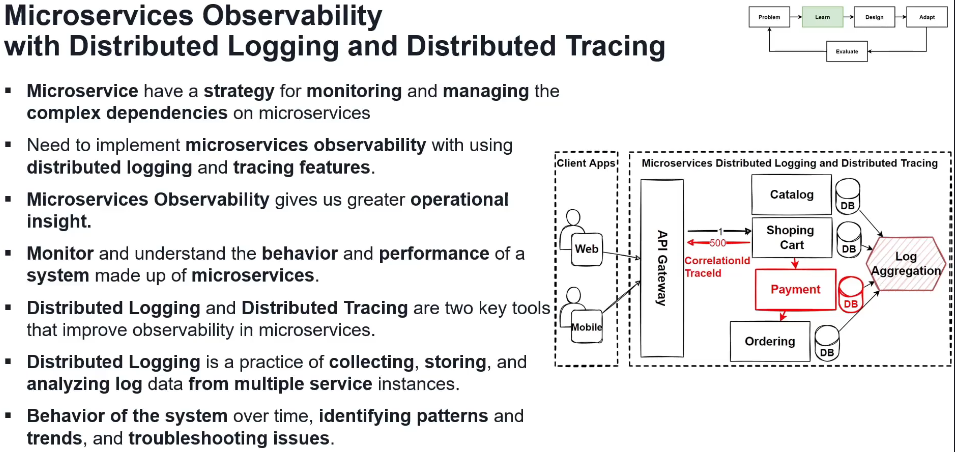 Microservices Observability
with Distributed Logging and Distributed Tracing
Problem
Learn
Design
Adapt
Evaluate
▪ Microservice have a strategy for monitoring and managing the
complex dependencies on microservices
▪ Need to implement microservices observability with using
distributed logging and tracing features.
▪ Microservices Observability gives us greater operational
insight.
▪ Monitor and understand the behavior and performance of a
system made up of microservices.
▪ Distributed Logging and Distributed Tracing are two key tools
that improve observability in microservices.
▪ Distributed Logging is a practice of collecting, storing, and
analyzing log data from multiple service instances.
▪ Behavior of the system over time, identifying patterns and
trends, and troubleshooting issues.
Client Apps
Web
Mobile
Microservices Distributed Logging and Distributed Tracing
API Gateway
1
500
CorrelationId
TraceId
Catalog
DB
Shoping
Cart
DB
Payment
DB
Ordering
DB
Log
Aggregation